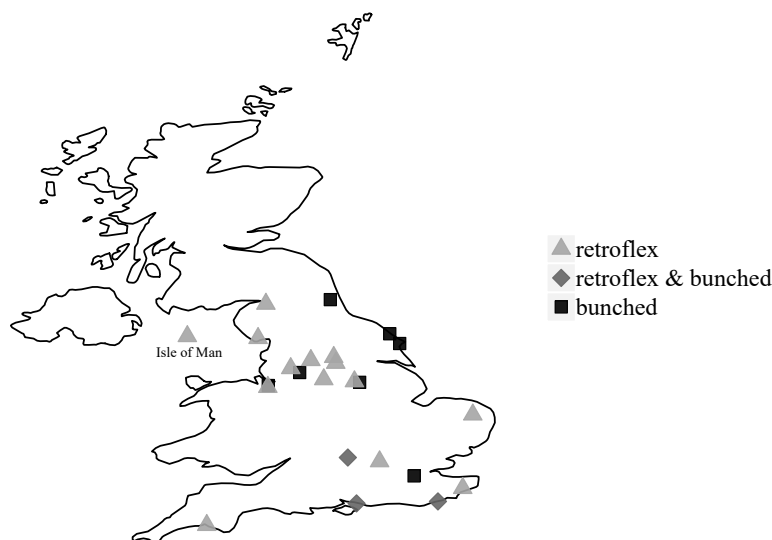 retroflex
retroflex & bunched
bunched
Isle of Man